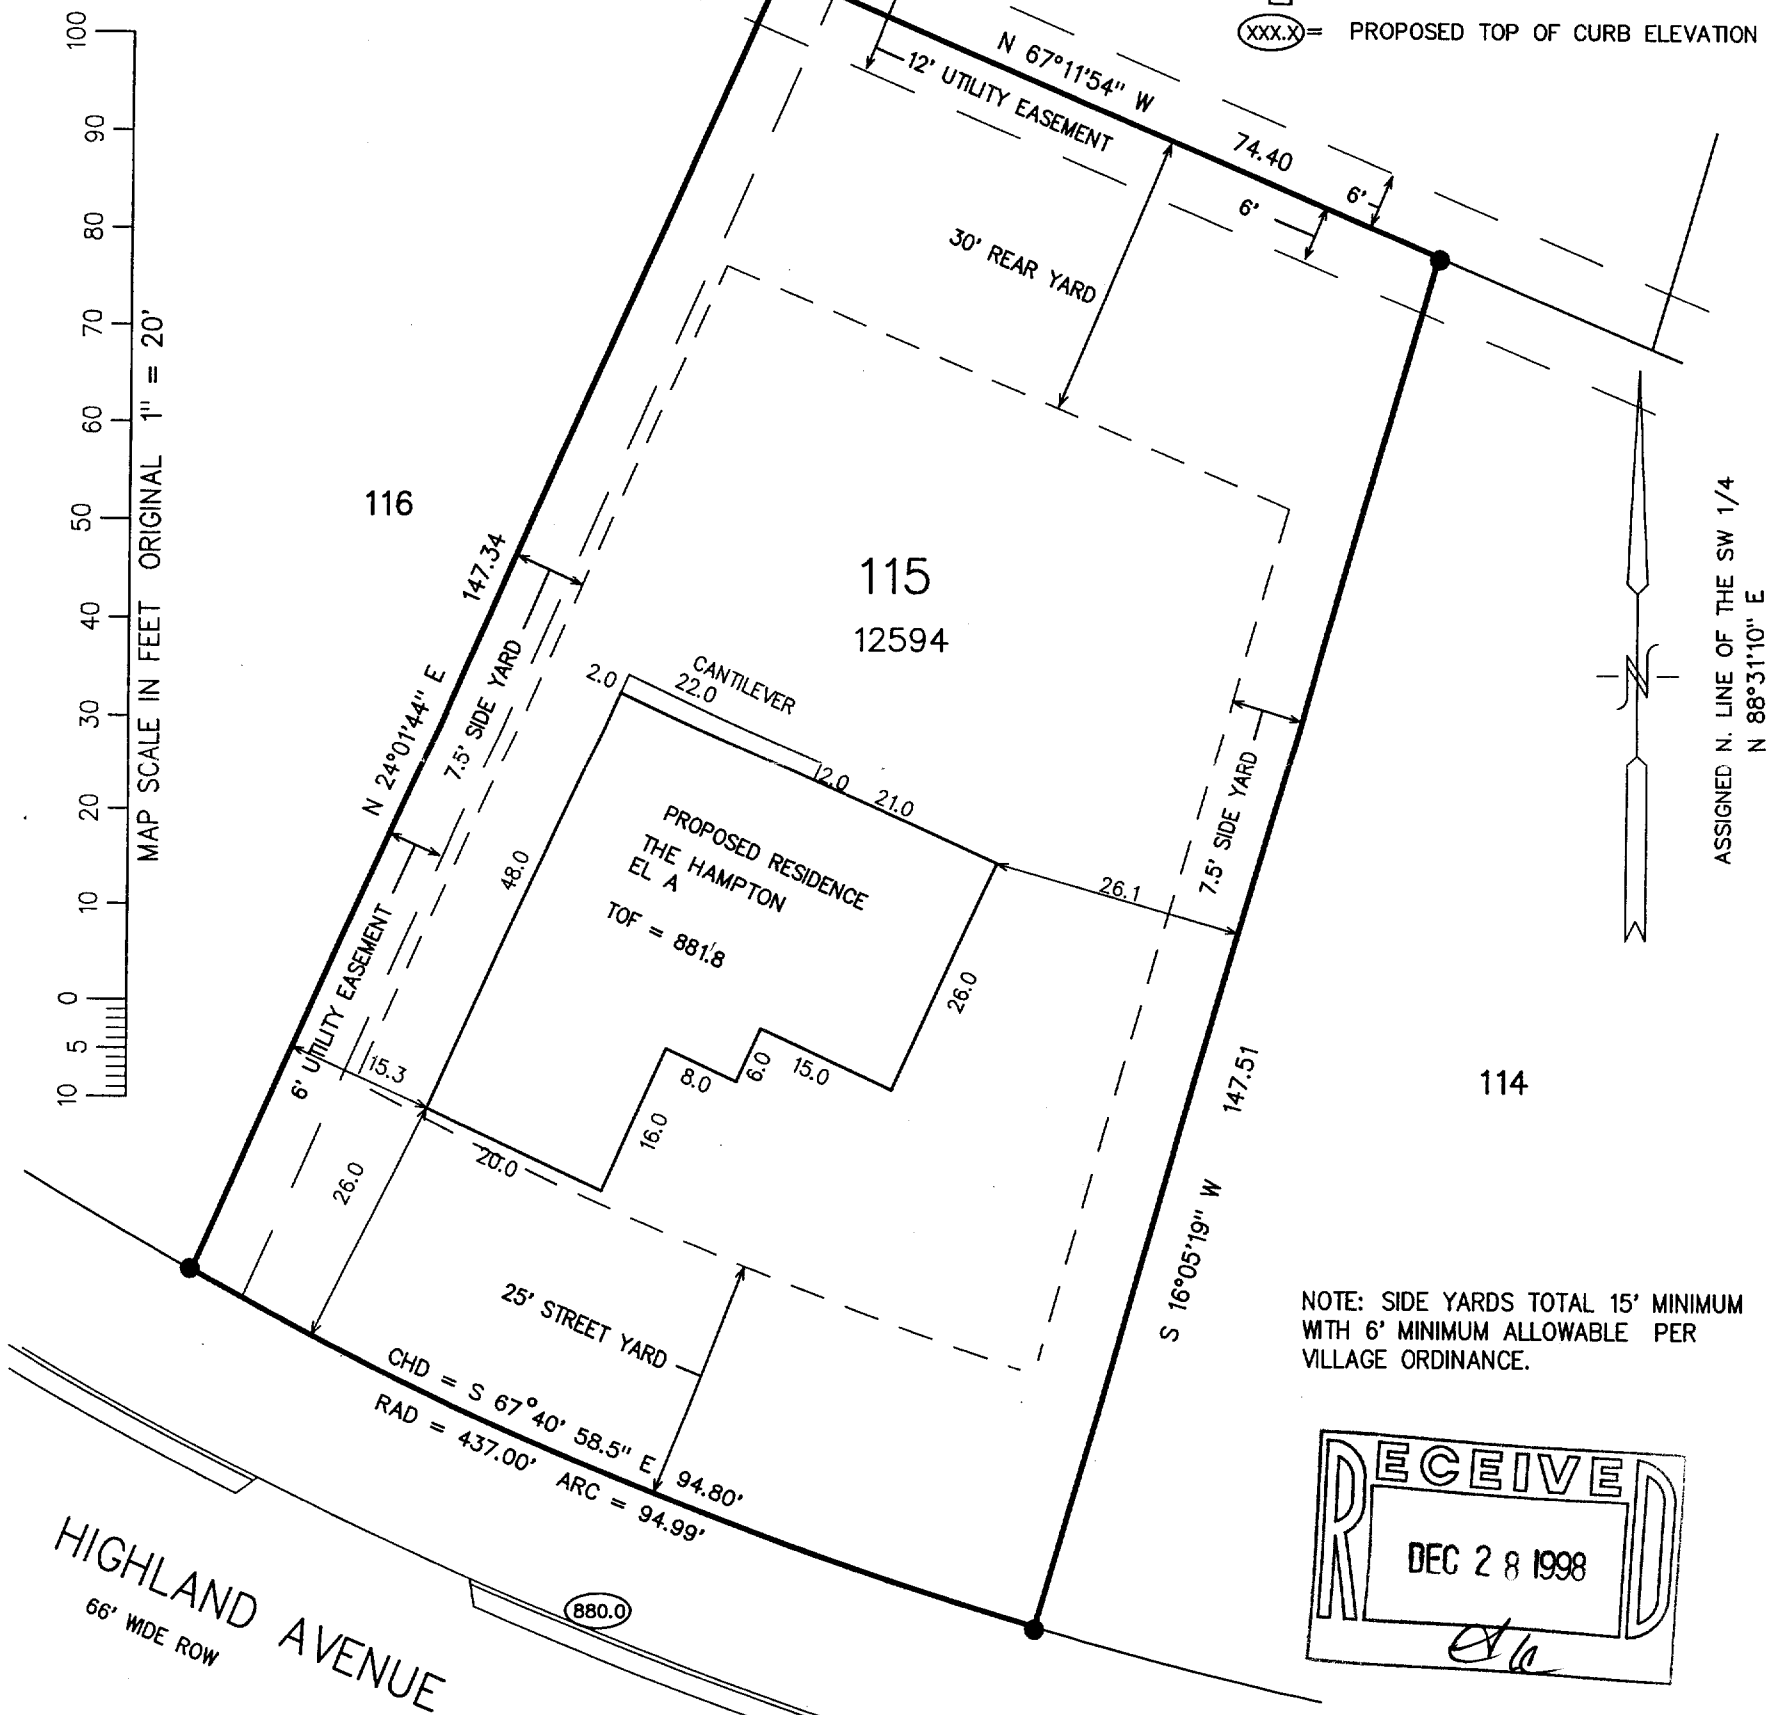 XXX.X = PROPOSED TOP OF CURB ELEVATION
N 67°11'54" W
74.40
12' UTILITY EASEMENT
6'
6'
30' REAR YARD
100
90
80
70
60
50
40
30
20
10
0
5
10
MAP SCALE IN FEET ORIGINAL 1" = 20'
116
147.34
N 24°01'44" E
7.5' SIDE YARD
6' UTILITY EASEMENT
115
12594
CANTILEVER
2.0
22.0
2.0
21.0
48.0
PROPOSED RESIDENCE
THE HAMPTON
EL A
TOF = 881.8
26.1
7.5' SIDE YARD
26.0
15.0
6.0
8.0
16.0
20.0
15.3
26.0
147.51
S 16°05'19" W
114
ASSIGNED N. LINE OF THE SW 1/4
N 88°31'10" E
N
25' STREET YARD
CHD = S 67°40' 58.5" E 94.80'
RAD = 437.00' ARC = 94.99'
NOTE: SIDE YARDS TOTAL 15' MINIMUM
WITH 6' MINIMUM ALLOWABLE PER
VILLAGE ORDINANCE.
RECEIVED
DEC 28 1998
880.0
HIGHLAND AVENUE
66' WIDE ROW